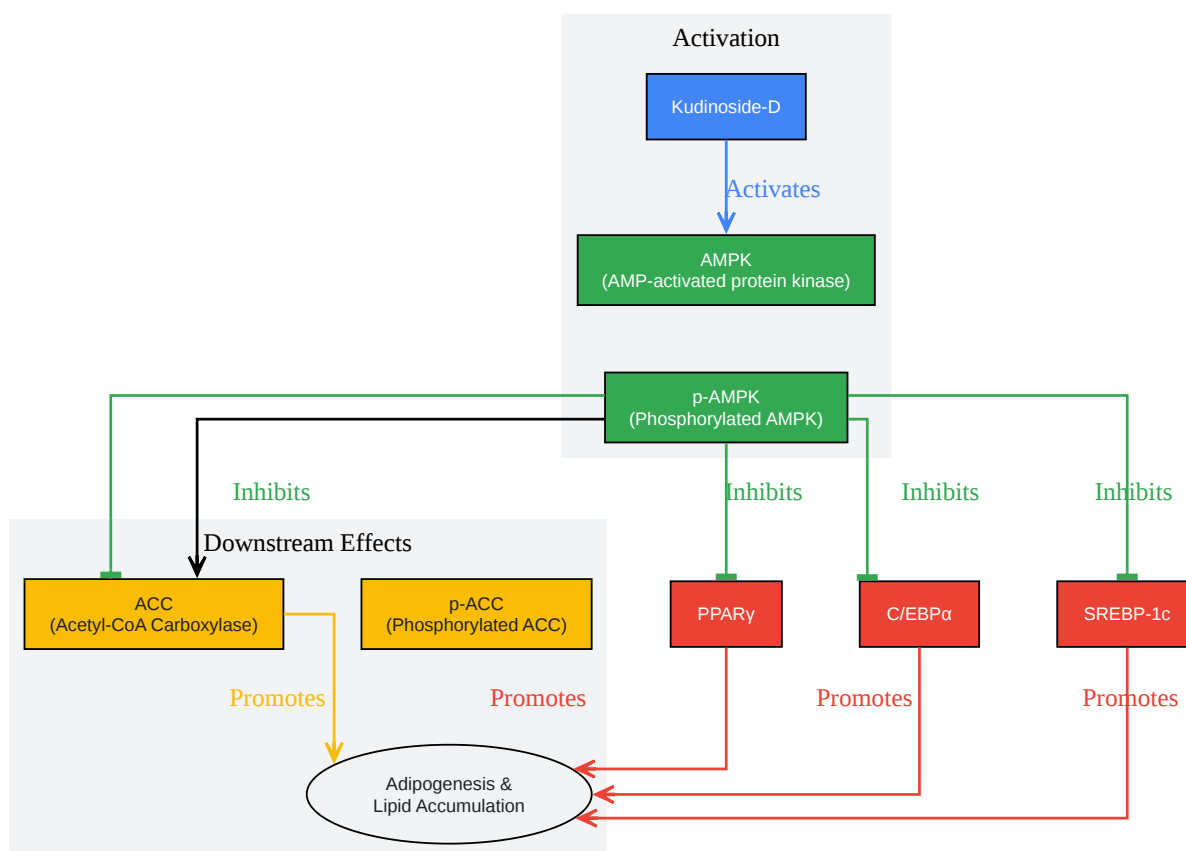 Activation
Kudinoside-D
Activates
AMPK
(AMP-activated protein kinase)
p-AMPK
(Phosphorylated AMPK)
Inhibits
Inhibits
Inhibits
Inhibits
Downstream Effects
ACC
(Acetyl-CoA Carboxylase)
p-ACC
(Phosphorylated ACC)
PPARγ
C/EBPα
SREBP-1c
Promotes
Promotes
Promotes
Promotes
Adipogenesis &
Lipid Accumulation